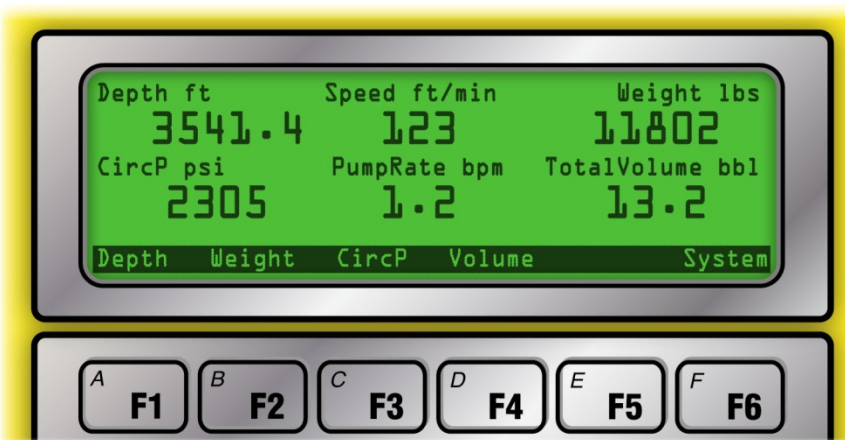 Depth ft Speed ft/min Weight lbs
3541.4 123 11802
CircP psi PumpRate bpm TotalVolume bbl
2305 1.2 13.2
Depth Weight CircP Volume System
A F1 B F2 C F3 D F4 E F5 F F6